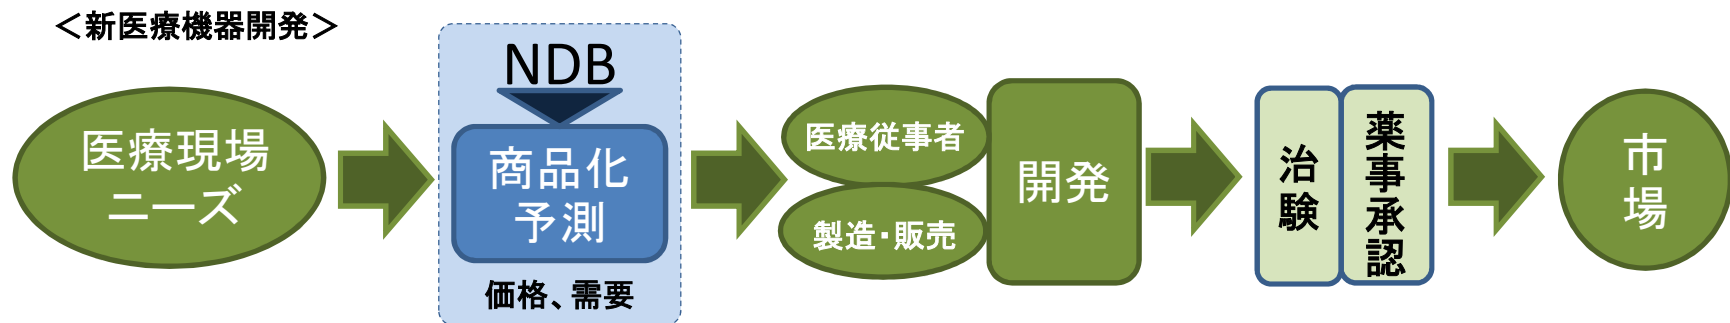 ＜新医療機器開発＞
医療現場
ニーズ
NDB
商品化
予測
価格、需要
医療従事者
製造・販売
開発
治験
薬事承認
市場